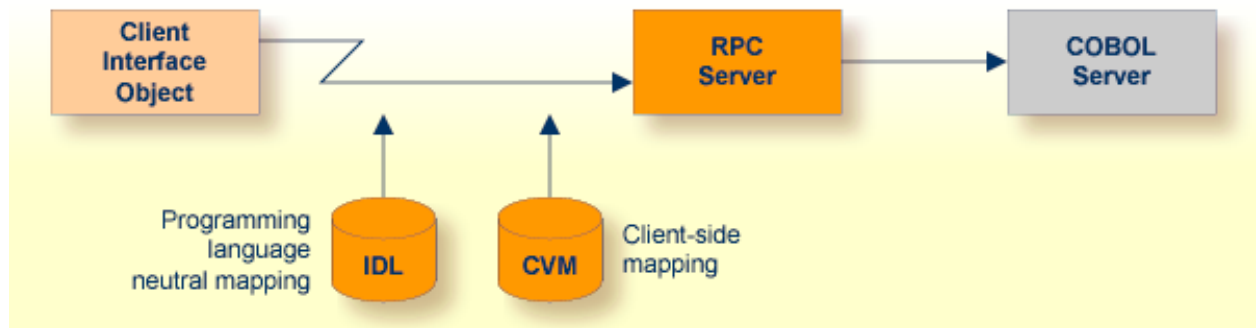 Client
Interface
Object
RPC
Server
COBOL
Server
Programming
language
neutral mapping
IDL
CVM
Client-side
mapping